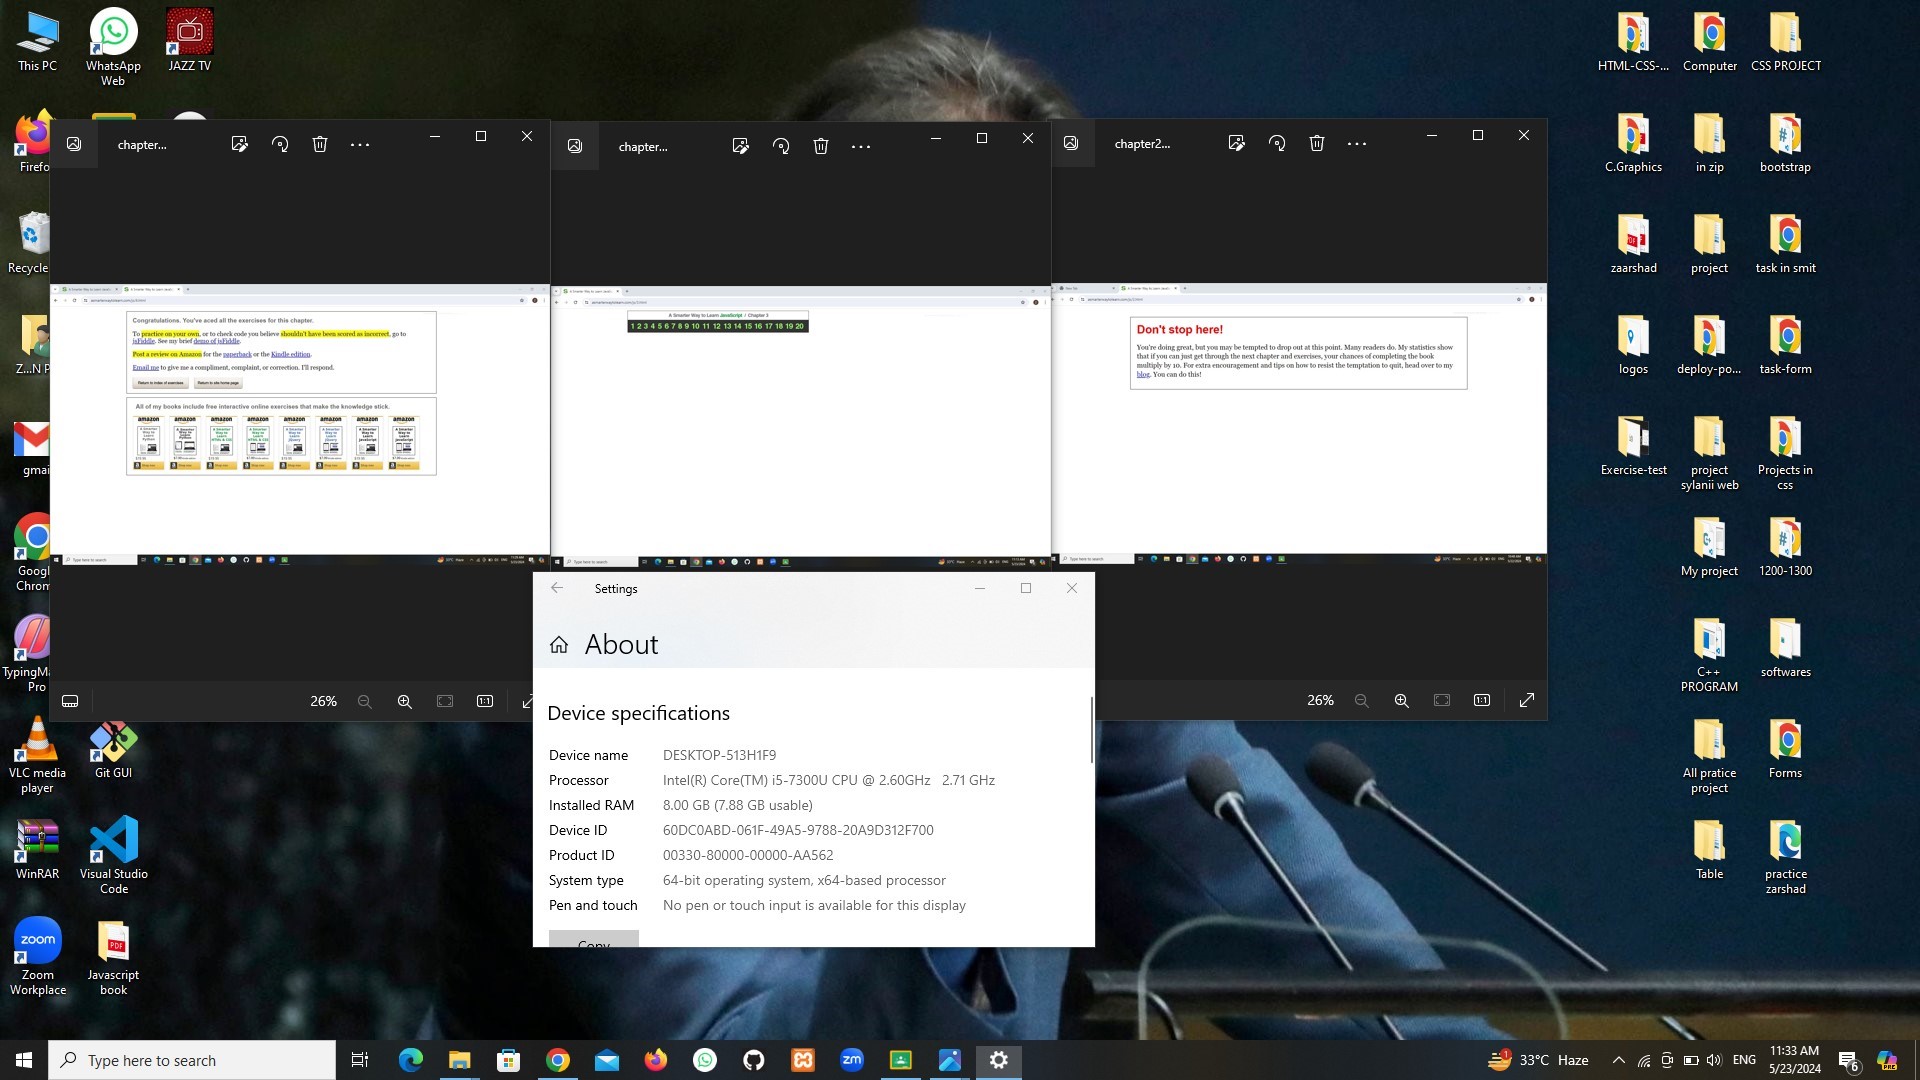 This PC
WhatsApp
Web
JAZZ TV
Firefo
Recycle
Z...N P
gmai
Googl
Chrom
TypingMa
Pro
VLC media
player
Git GUI
WinRAR
Visual Studio
Code
Zoom
Workplace
zoom
Javascript
book
PDF
chapter...
chapter...
chapter2...
Congratulations. You've aced all the exercises for this chapter.
To practice on your own, or to check code you believe shouldn't have been scored as incorrect, go to
jsFiddle. See my brief demo of jsFiddle.
Post a review on Amazon for the paperback or the Kindle edition.
Email me to give me a compliment, complaint, or correction. I'll respond.
Return to index of exercises
Return to site home page
All of my books include free interactive online exercises that make the knowledge stick.
amazon amazon amazon amazon amazon amazon amazon amazon
A Smarter Way to Learn JavaScript / Chapter 3
1 2 3 4 5 6 7 8 9 10 11 12 13 14 15 16 17 18 19 20
Don't stop here!
You're doing great, but you may be tempted to drop out at this point. Many readers do. My statistics show
that if you can just get through the next chapter and exercises, your chances of completing the book
multiply by 10. For extra encouragement and tips on how to resist the temptation to quit, head over to my
blog. You can do this!
26%
1:1
26%
1:1
Settings
About
Device specifications
Device name DESKTOP-513H1F9
Processor Intel(R) Core(TM) i5-7300U CPU @ 2.60GHz 2.71 GHz
Installed RAM 8.00 GB (7.88 GB usable)
Device ID 60DC0ABD-061F-49A5-9788-20A9D312F700
Product ID 00330-80000-00000-AA562
System type 64-bit operating system, x64-based processor
Pen and touch No pen or touch input is available for this display
Copy
HTML-CSS-...
Computer
CSS PROJECT
C.Graphics
in zip
bootstrap
zaarshad
project
task in smit
logos
deploy-po...
task-form
Exercise-test
project
sylanii web
Projects in
css
My project
1200-1300
C++
PROGRAM
softwares
All pratice
project
Forms
Table
practice
zarshad
Type here to search
zm
33°C Haze
ENG
11:33 AM
5/23/2024
6
PRE